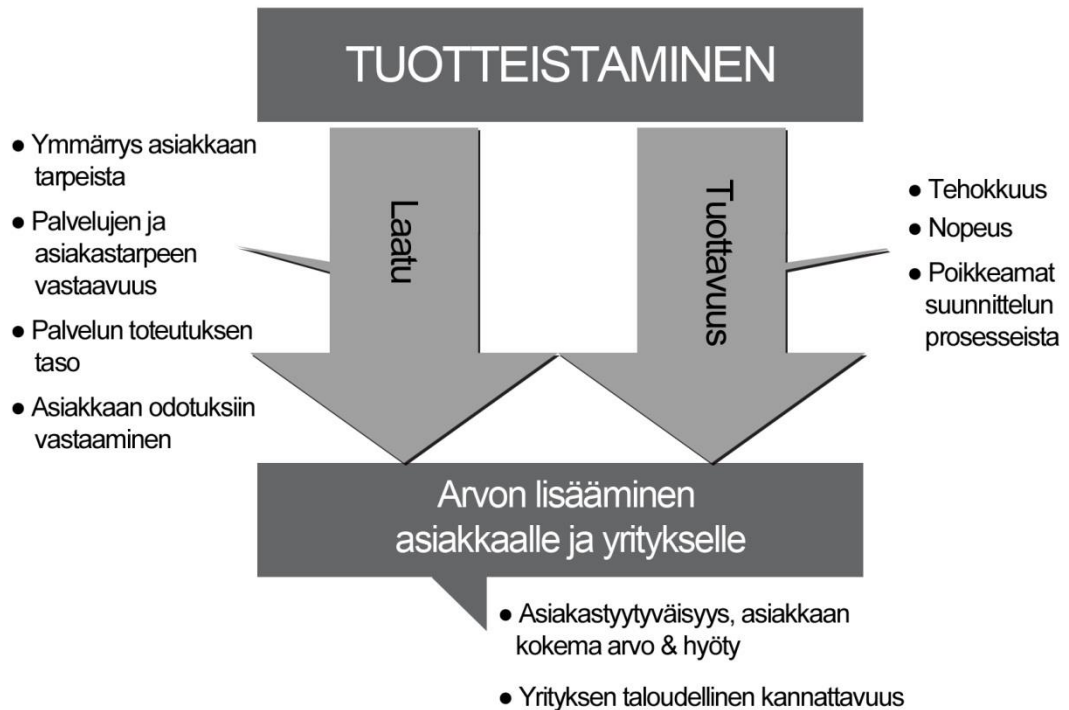 TUOTTEISTAMINEN
● Ymmärrys asiakkaan
tarpeista
● Palvelujen ja
asiakastarpeen
vastaavuus
● Palvelun toteutuksen
taso
● Asiakkaan odotuksiin
vastaaminen
Laatu
Tuottavuus
● Tehokkuus
● Nopeus
● Poikkeamat
suunnittelun
prosesseista
Arvon lisääminen
asiakkaalle ja yritykselle
● Asiakastyytyväisyys, asiakkaan
kokema arvo & hyöty
● Yrityksen taloudellinen kannattavuus